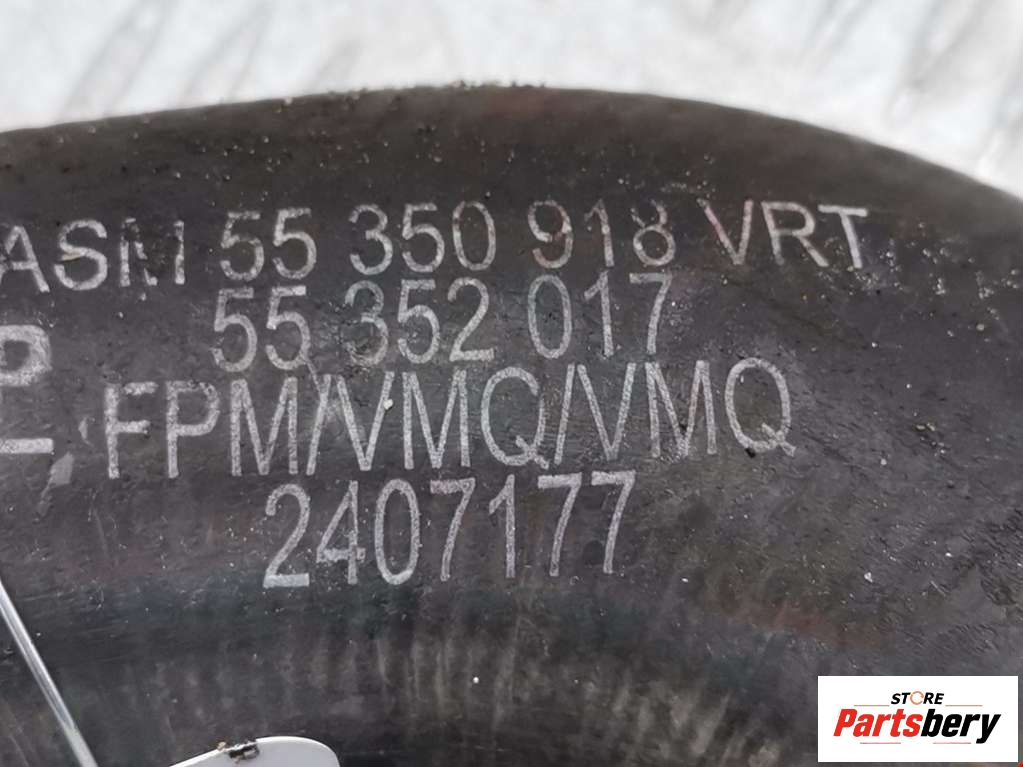 ASM 55 350 918 VRT
55 352 017
FPM/VMQ/VMQ
2407177
STORE
Partsbery